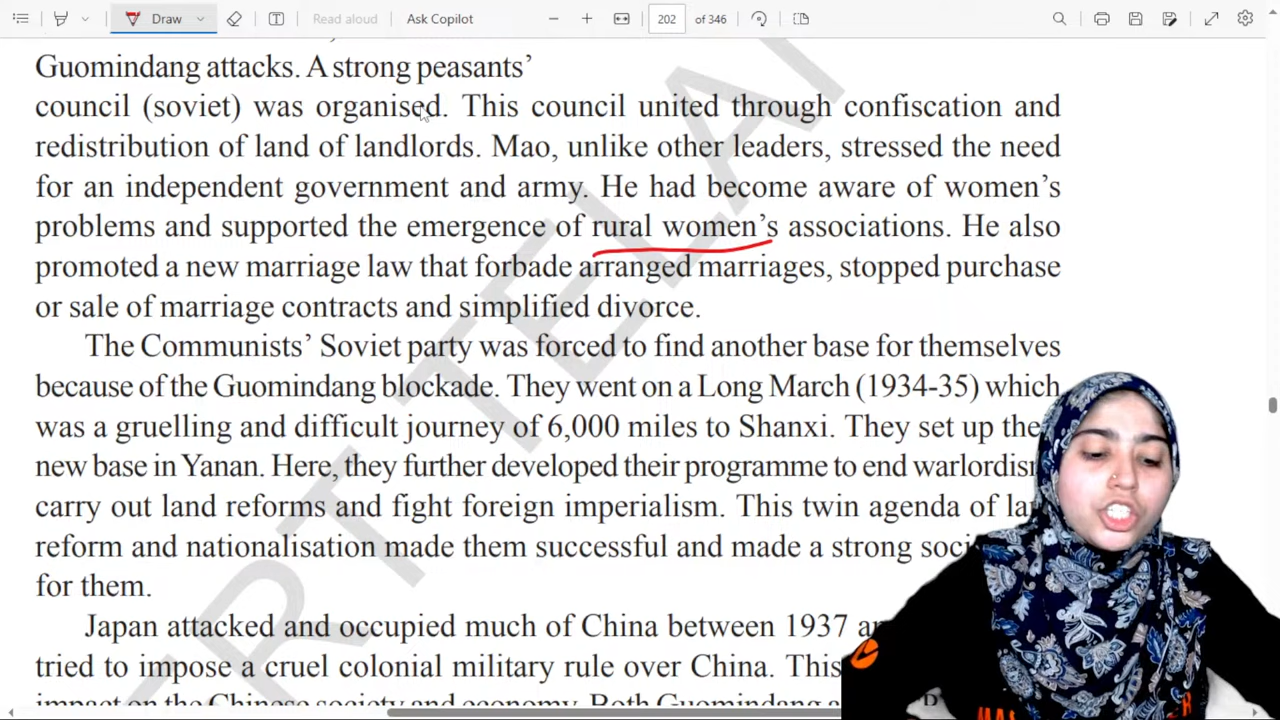 Draw
Read aloud
Ask Copilot
202 of 346
Guomindang attacks. A strong peasants'
council (soviet) was organised. This council united through confiscation and
redistribution of land of landlords. Mao, unlike other leaders, stressed the need
for an independent government and army. He had become aware of women's
problems and supported the emergence of rural women's associations. He also
promoted a new marriage law that forbade arranged marriages, stopped purchase
or sale of marriage contracts and simplified divorce.
The Communists' Soviet party was forced to find another base for themselves
because of the Guomindang blockade. They went on a Long March (1934-35) which
was a gruelling and difficult journey of 6,000 miles to Shanxi. They set up
new base in Yanan. Here, they further developed their programme to end
carry out land reforms and fight foreign imperialism. This twin agenda of
reform and nationalisation made them successful and made a strong
for them.
Japan attacked and occupied much of China between 1937
tried to impose a cruel colonial military rule over China. This
impact on the Chinese society and economy. Both Guomindang